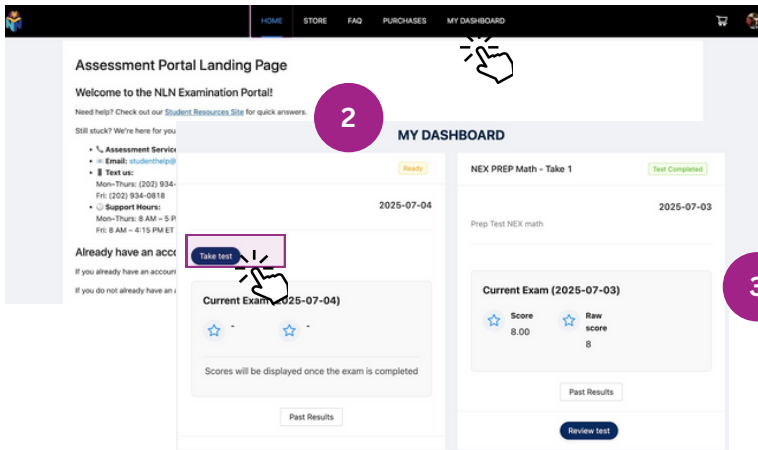 HOME STORE FAQ PURCHASES MY DASHBOARD
Assessment Portal Landing Page
Welcome to the NLN Examination Portal!
Need help? Check out our Student Resources Site for quick answers.
Still stuck? We're here for you
Assessment Service
Email: studenthelp@
Text us:
Mon–Thurs: (202) 934-
Fri: (202) 934-0818
Support Hours:
Mon–Thurs: 8 AM – 5 P
Fri: 8 AM – 4:15 PM ET
Already have an acc
If you already have an accoun
If you do not already have an
2
MY DASHBOARD
Ready
2025-07-04
Take test
Current Exam (2025-07-04)
-
-
Scores will be displayed once the exam is completed
Past Results
NEX PREP Math - Take 1
Test Completed
2025-07-03
Prep Test NEX math
3
Current Exam (2025-07-03)
Score
8.00
Raw
score
8
Past Results
Review test